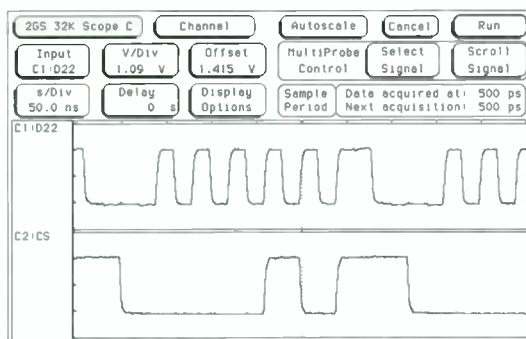 2GS 32K Scope C Channel Autoscale Cancel Run
Input C1:D22 V/Div 1.09 V Offset 1.415 V MultiProbe Control Select Signal Scroll Signal
s/Div 50.0 ns Delay 0 s Display Options Sample Period Data acquired at: 500 ps
Next acquisition: 500 ps
C1:D22
C2:CS